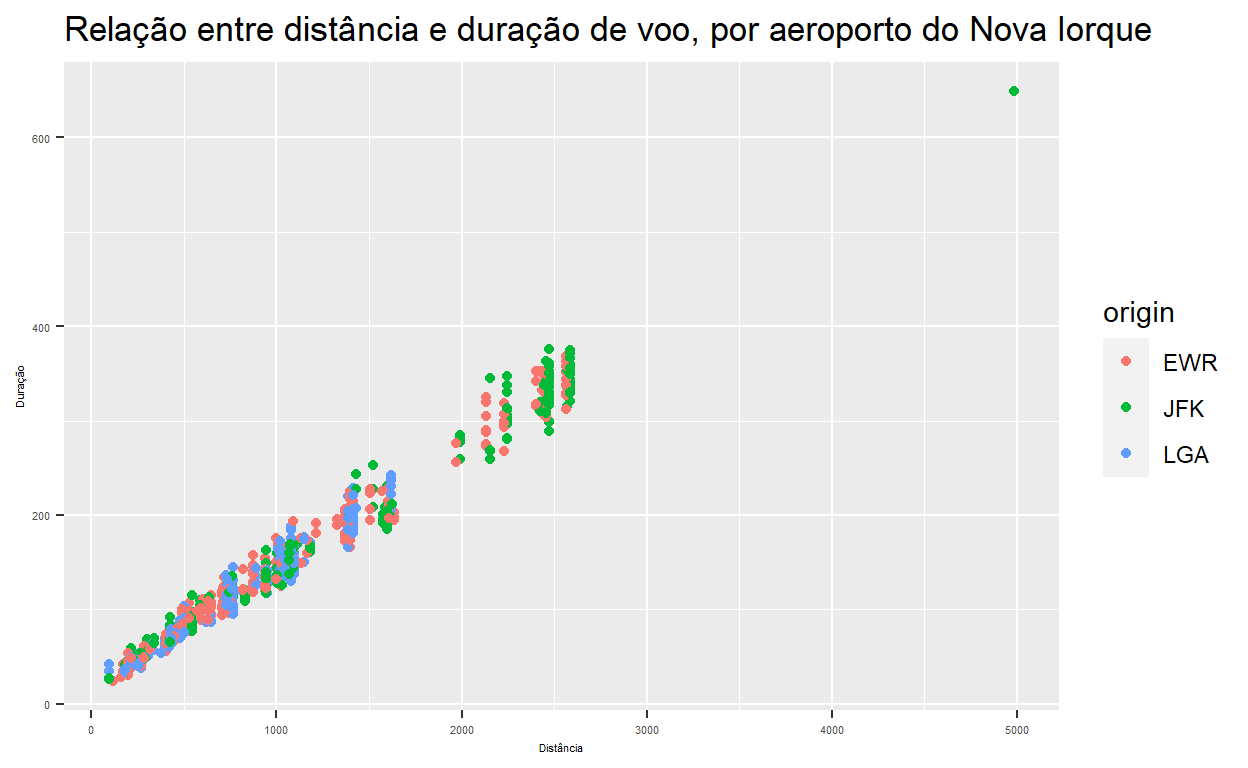 Relação entre distância e duração de voo, por aeroporto do Nova Iorque
600
400
200
0
Duração
0 1000 2000 3000 4000 5000
Distância
origin
EWR
JFK
LGA